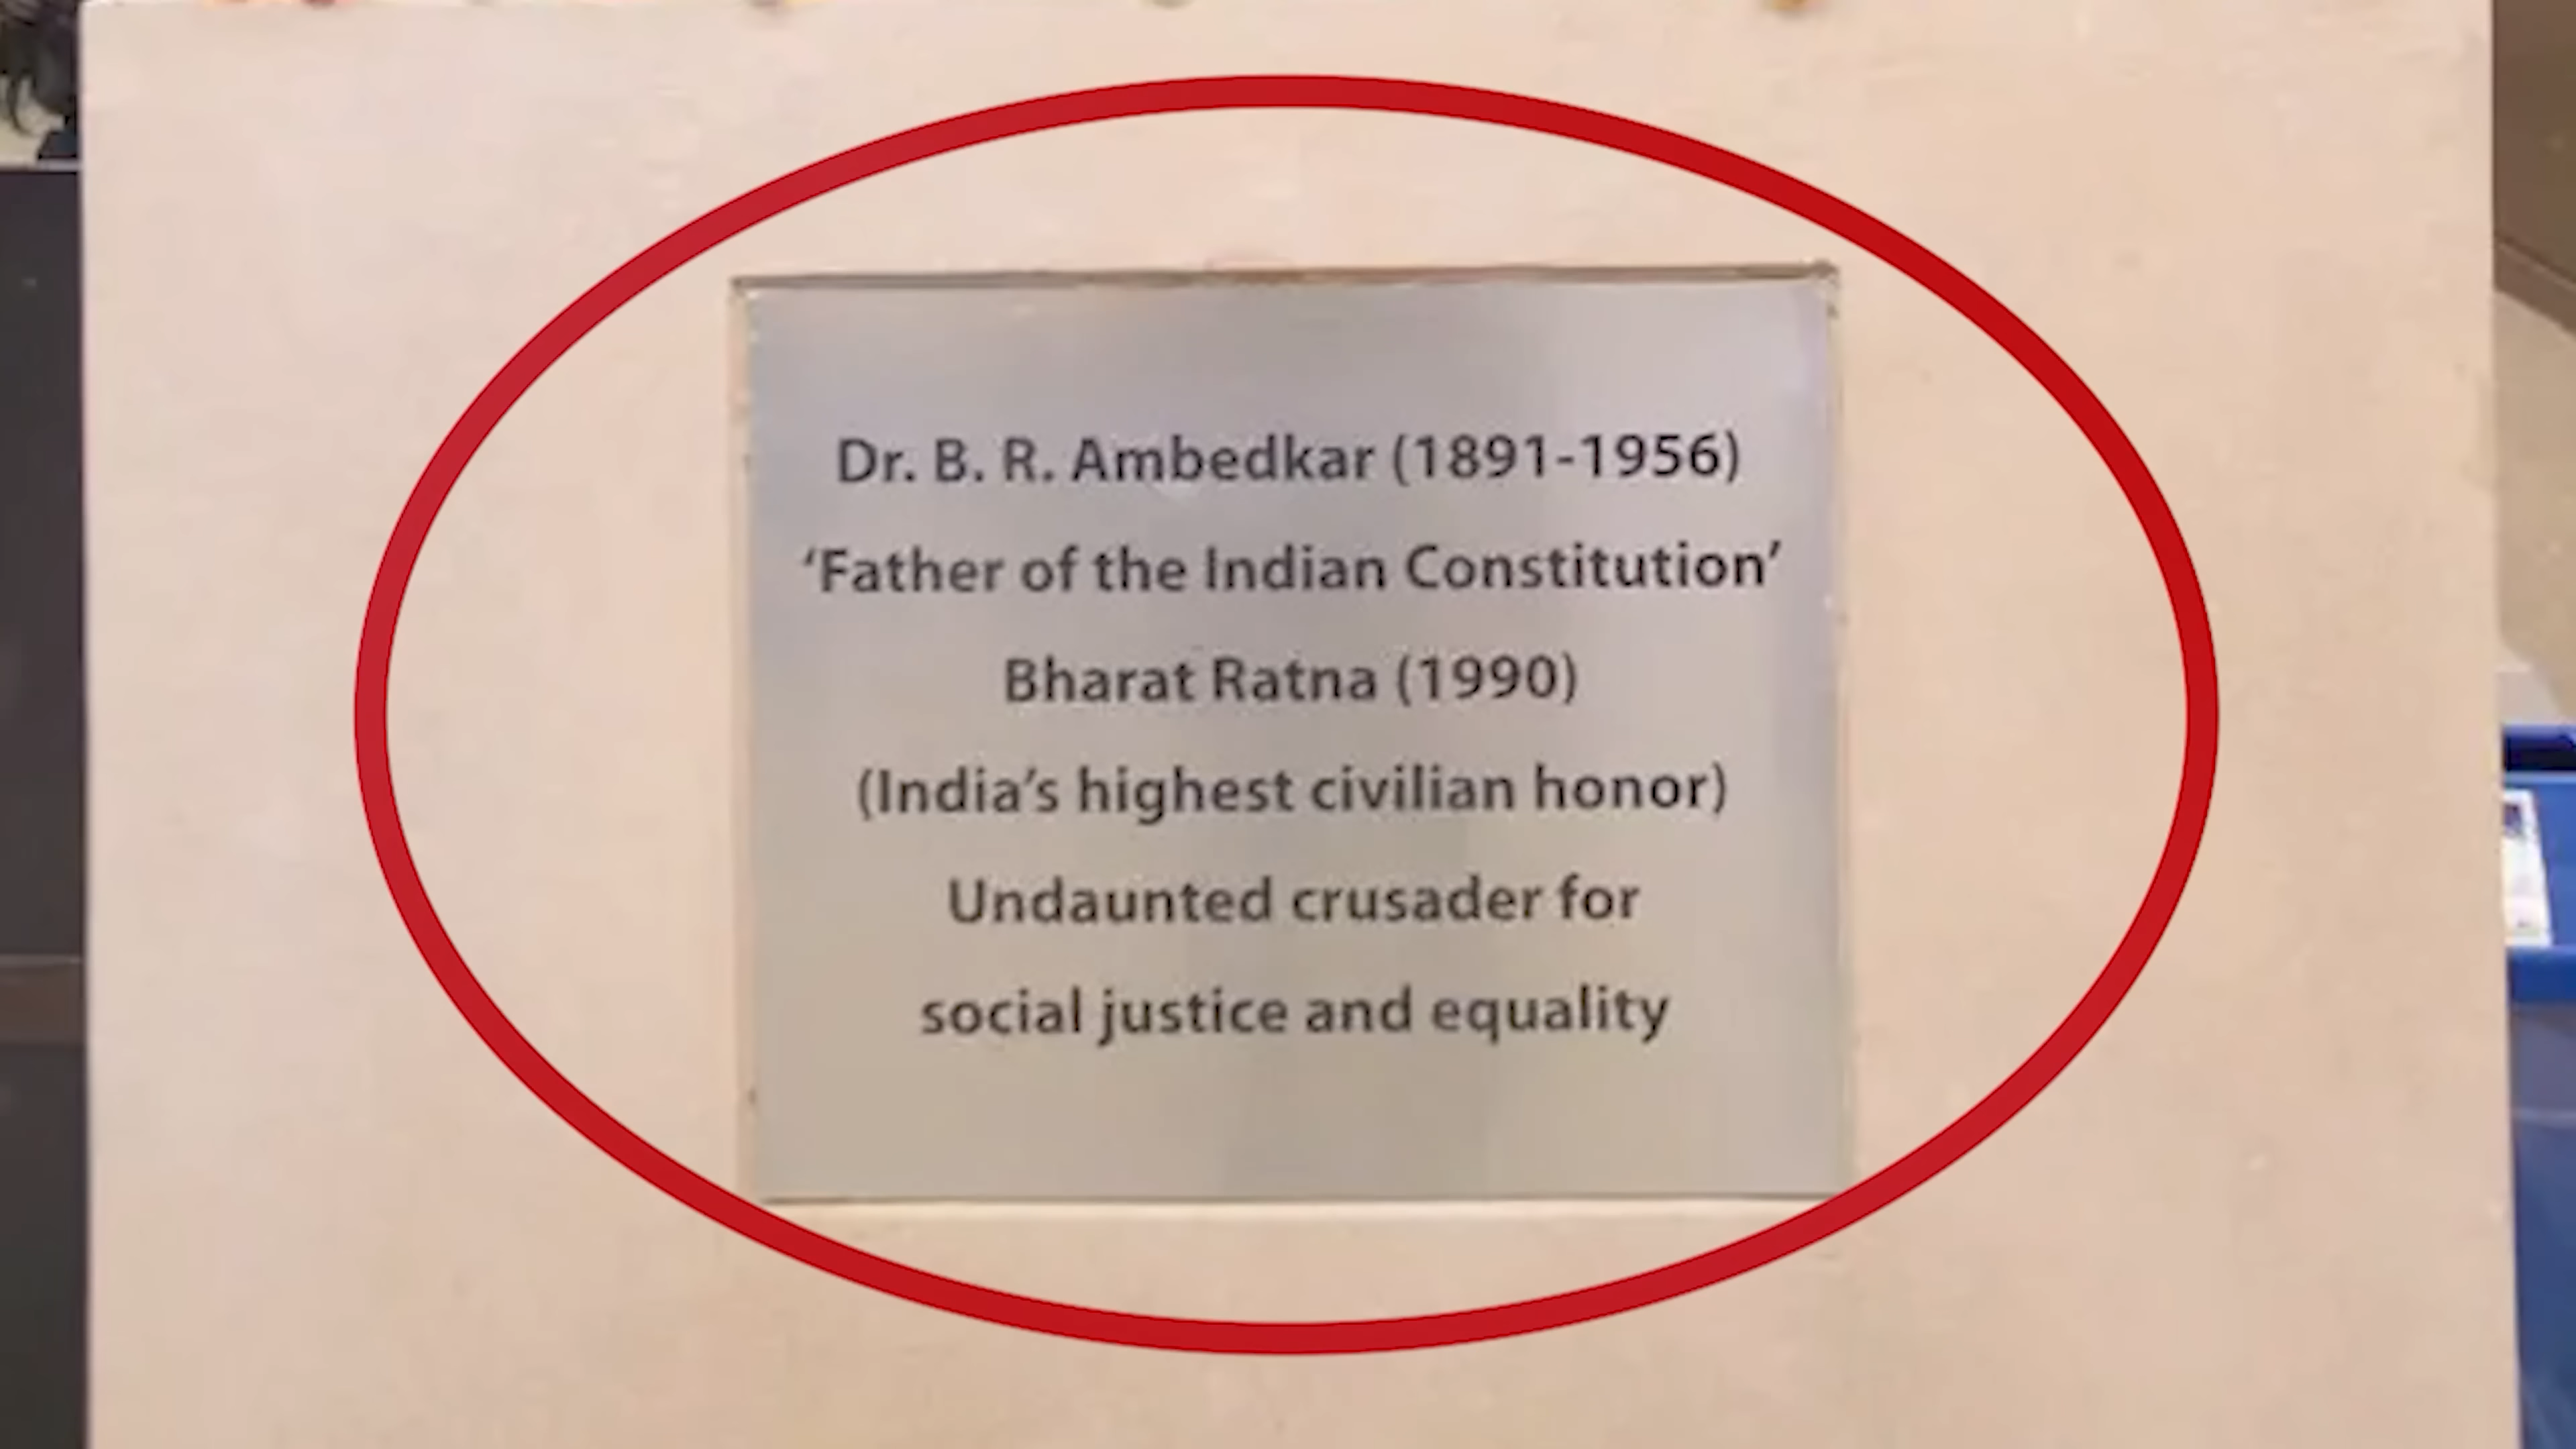 Dr. B. R. Ambedkar (1891-1956)
‘Father of the Indian Constitution’
Bharat Ratna (1990)
(India’s highest civilian honor)
Undaunted crusader for
social justice and equality